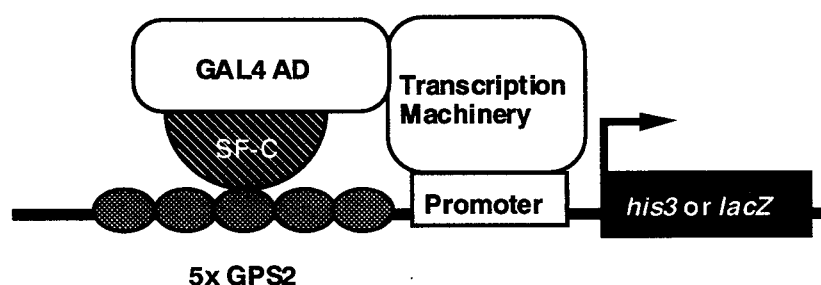 GAL4 AD
Transcription
Machinery
SF-C
Promoter
his3 or lacZ
5x GPS2